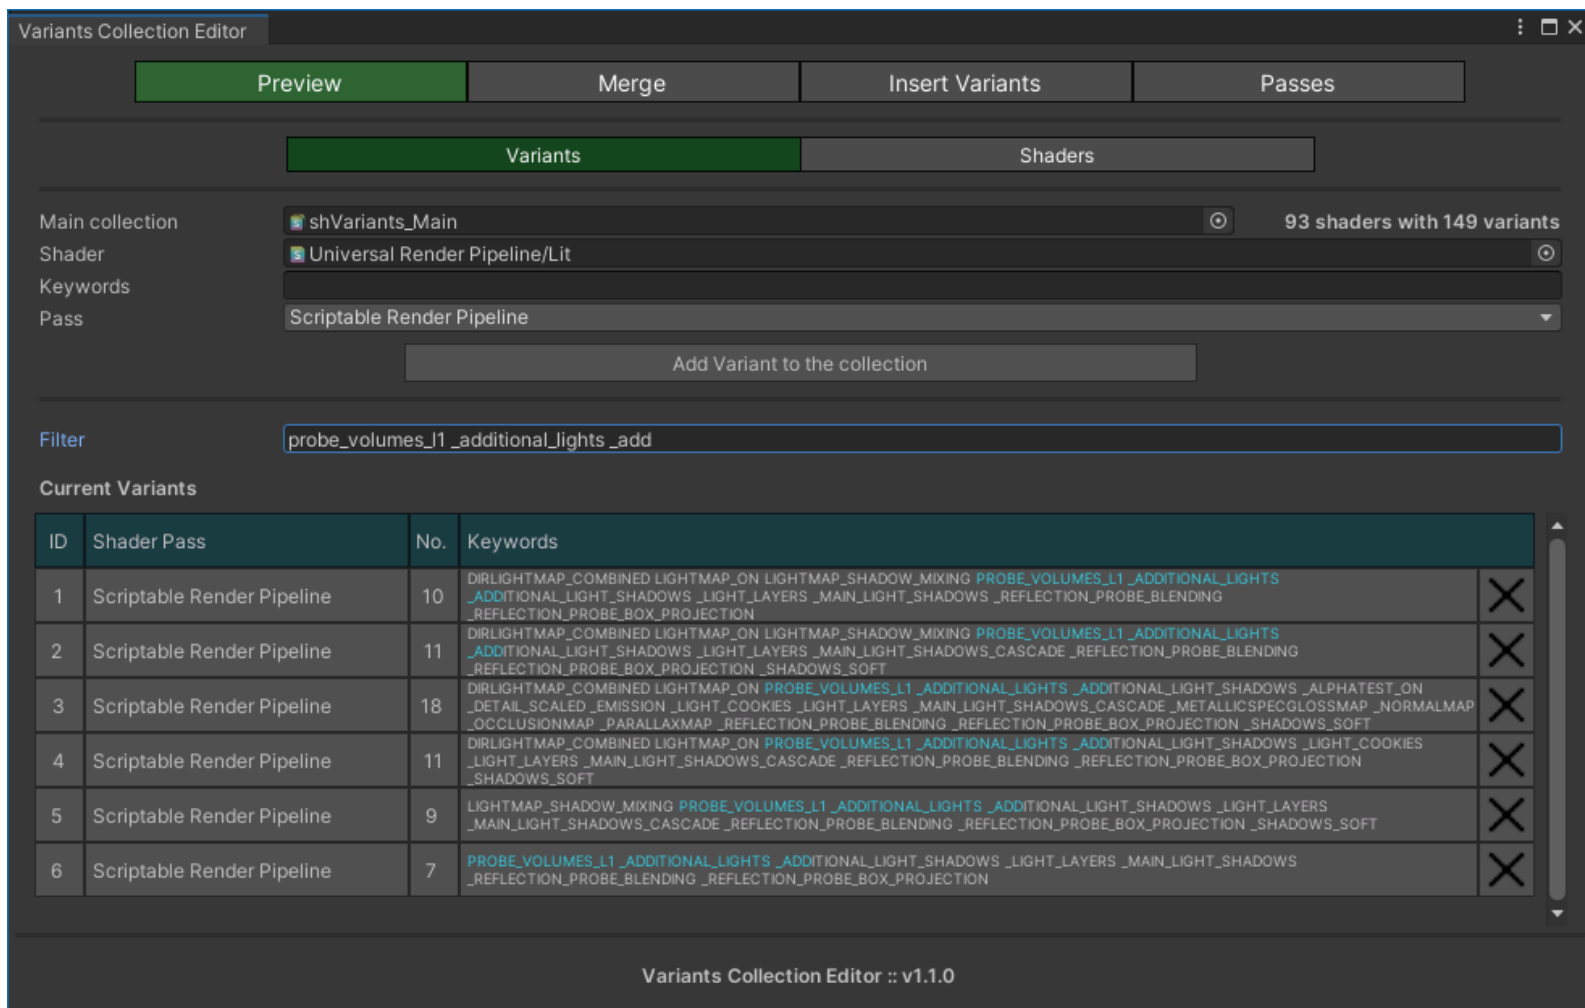 Variants Collection Editor
Preview Merge Insert Variants Passes
Variants Shaders
Main collection shVariants_Main 93 shaders with 149 variants
Shader Universal Render Pipeline/Lit
Keywords
Pass Scriptable Render Pipeline
Add Variant to the collection
Filter probe_volumes_l1 _additional_lights _add
Current Variants
ID Shader Pass No. Keywords
1 Scriptable Render Pipeline 10 DIRLIGHTMAP_COMBINED LIGHTMAP_ON LIGHTMAP_SHADOW_MIXING PROBE_VOLUMES_L1 _ADDITIONAL_LIGHTS
_ADDITIONAL_LIGHT_SHADOWS _LIGHT_LAYERS _MAIN_LIGHT_SHADOWS _REFLECTION_PROBE_BLENDING
_REFLECTION_PROBE_BOX_PROJECTION
2 Scriptable Render Pipeline 11 DIRLIGHTMAP_COMBINED LIGHTMAP_ON LIGHTMAP_SHADOW_MIXING PROBE_VOLUMES_L1 _ADDITIONAL_LIGHTS
_ADDITIONAL_LIGHT_SHADOWS _LIGHT_LAYERS _MAIN_LIGHT_SHADOWS_CASCADE _REFLECTION_PROBE_BLENDING
_REFLECTION_PROBE_BOX_PROJECTION _SHADOWS_SOFT
3 Scriptable Render Pipeline 18 DIRLIGHTMAP_COMBINED LIGHTMAP_ON PROBE_VOLUMES_L1 _ADDITIONAL_LIGHTS _ADDITIONAL_LIGHT_SHADOWS _ALPHATEST_ON
_DETAIL_SCALED _EMISSION _LIGHT_COOKIES _LIGHT_LAYERS _MAIN_LIGHT_SHADOWS_CASCADE _METALLICSPECGLOSSMAP _NORMALMAP
_OCCLUSIONMAP _PARALLAXMAP _REFLECTION_PROBE_BLENDING _REFLECTION_PROBE_BOX_PROJECTION _SHADOWS_SOFT
4 Scriptable Render Pipeline 11 DIRLIGHTMAP_COMBINED LIGHTMAP_ON PROBE_VOLUMES_L1 _ADDITIONAL_LIGHTS _ADDITIONAL_LIGHT_SHADOWS _LIGHT_COOKIES
_LIGHT_LAYERS _MAIN_LIGHT_SHADOWS_CASCADE _REFLECTION_PROBE_BLENDING _REFLECTION_PROBE_BOX_PROJECTION
_SHADOWS_SOFT
5 Scriptable Render Pipeline 9 LIGHTMAP_SHADOW_MIXING PROBE_VOLUMES_L1 _ADDITIONAL_LIGHTS _ADDITIONAL_LIGHT_SHADOWS _LIGHT_LAYERS
_MAIN_LIGHT_SHADOWS_CASCADE _REFLECTION_PROBE_BLENDING _REFLECTION_PROBE_BOX_PROJECTION _SHADOWS_SOFT
6 Scriptable Render Pipeline 7 PROBE_VOLUMES_L1 _ADDITIONAL_LIGHTS _ADDITIONAL_LIGHT_SHADOWS _LIGHT_LAYERS _MAIN_LIGHT_SHADOWS
_REFLECTION_PROBE_BLENDING _REFLECTION_PROBE_BOX_PROJECTION
Variants Collection Editor :: v1.1.0